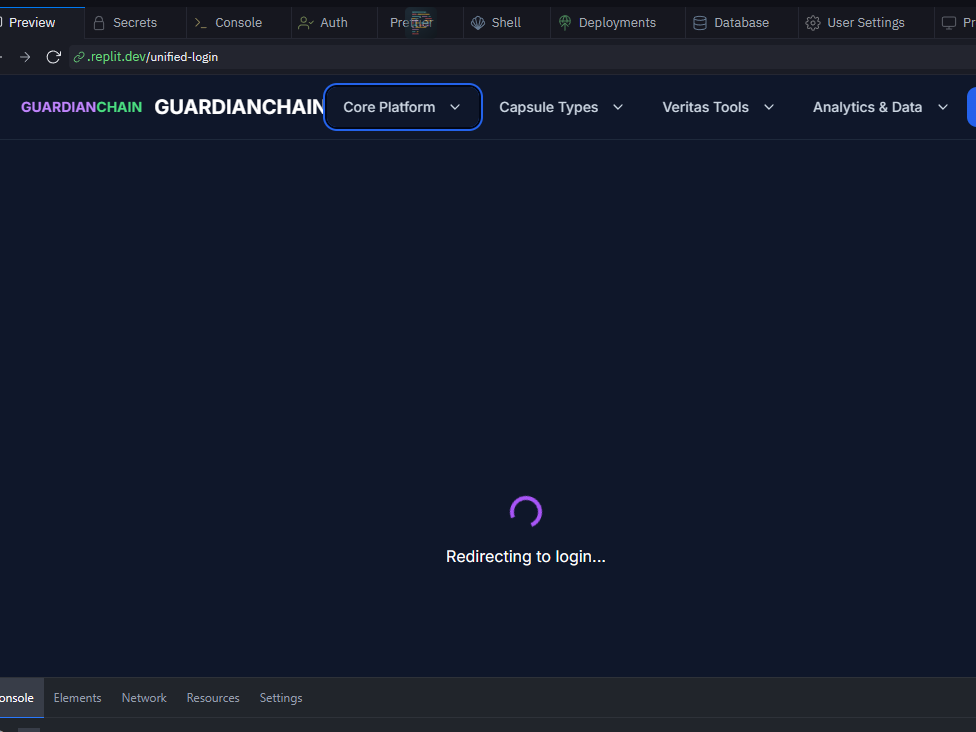 Preview Secrets Console Auth Prettier Shell Deployments Database User Settings
.replit.dev/unified-login
GUARDIANCHAIN GUARDIANCHAIN Core Platform Capsule Types Veritas Tools Analytics & Data
Redirecting to login...
onsole Elements Network Resources Settings